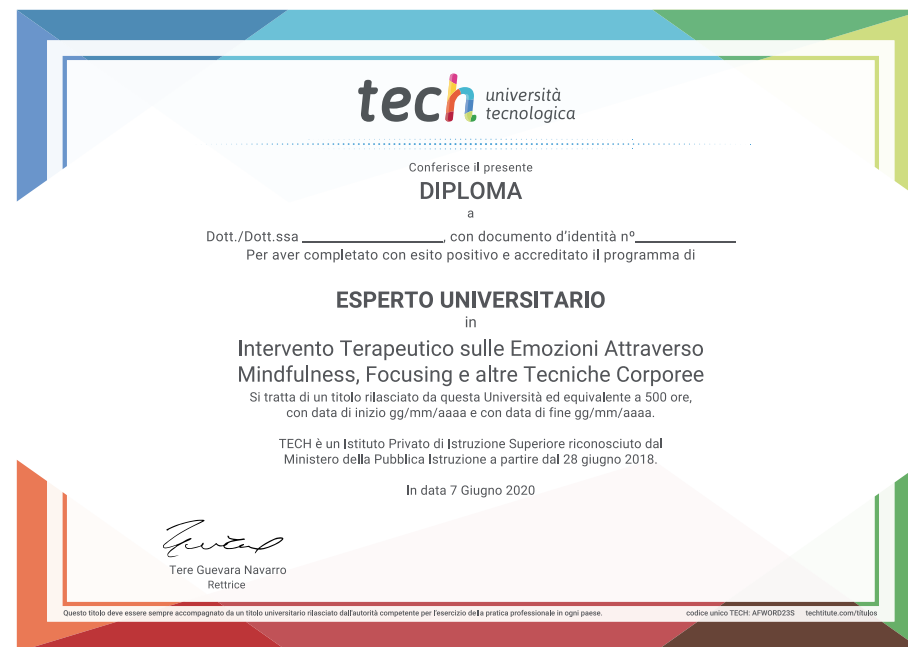 tech università
tecnologica
Conferisce il presente
DIPLOMA
a
Dott./Dott.ssa ____________________, con documento d'identità nº______________
Per aver completato con esito positivo e accreditato il programma di
ESPERTO UNIVERSITARIO
in
Intervento Terapeutico sulle Emozioni Attraverso
Mindfulness, Focusing e altre Tecniche Corporee
Si tratta di un titolo rilasciato da questa Università ed equivalente a 500 ore,
con data di inizio gg/mm/aaaa e con data di fine gg/mm/aaaa.
TECH è un Istituto Privato di Istruzione Superiore riconosciuto dal
Ministero della Pubblica Istruzione a partire dal 28 giugno 2018.
In data 7 Giugno 2020
Tere Guevara Navarro
Rettrice
Questo titolo deve essere sempre accompagnato da un titolo universitario rilasciato dall'autorità competente per l'esercizio della pratica professionale in ogni paese. codice unico TECH: AFWORD23S techtitute.com/títulos